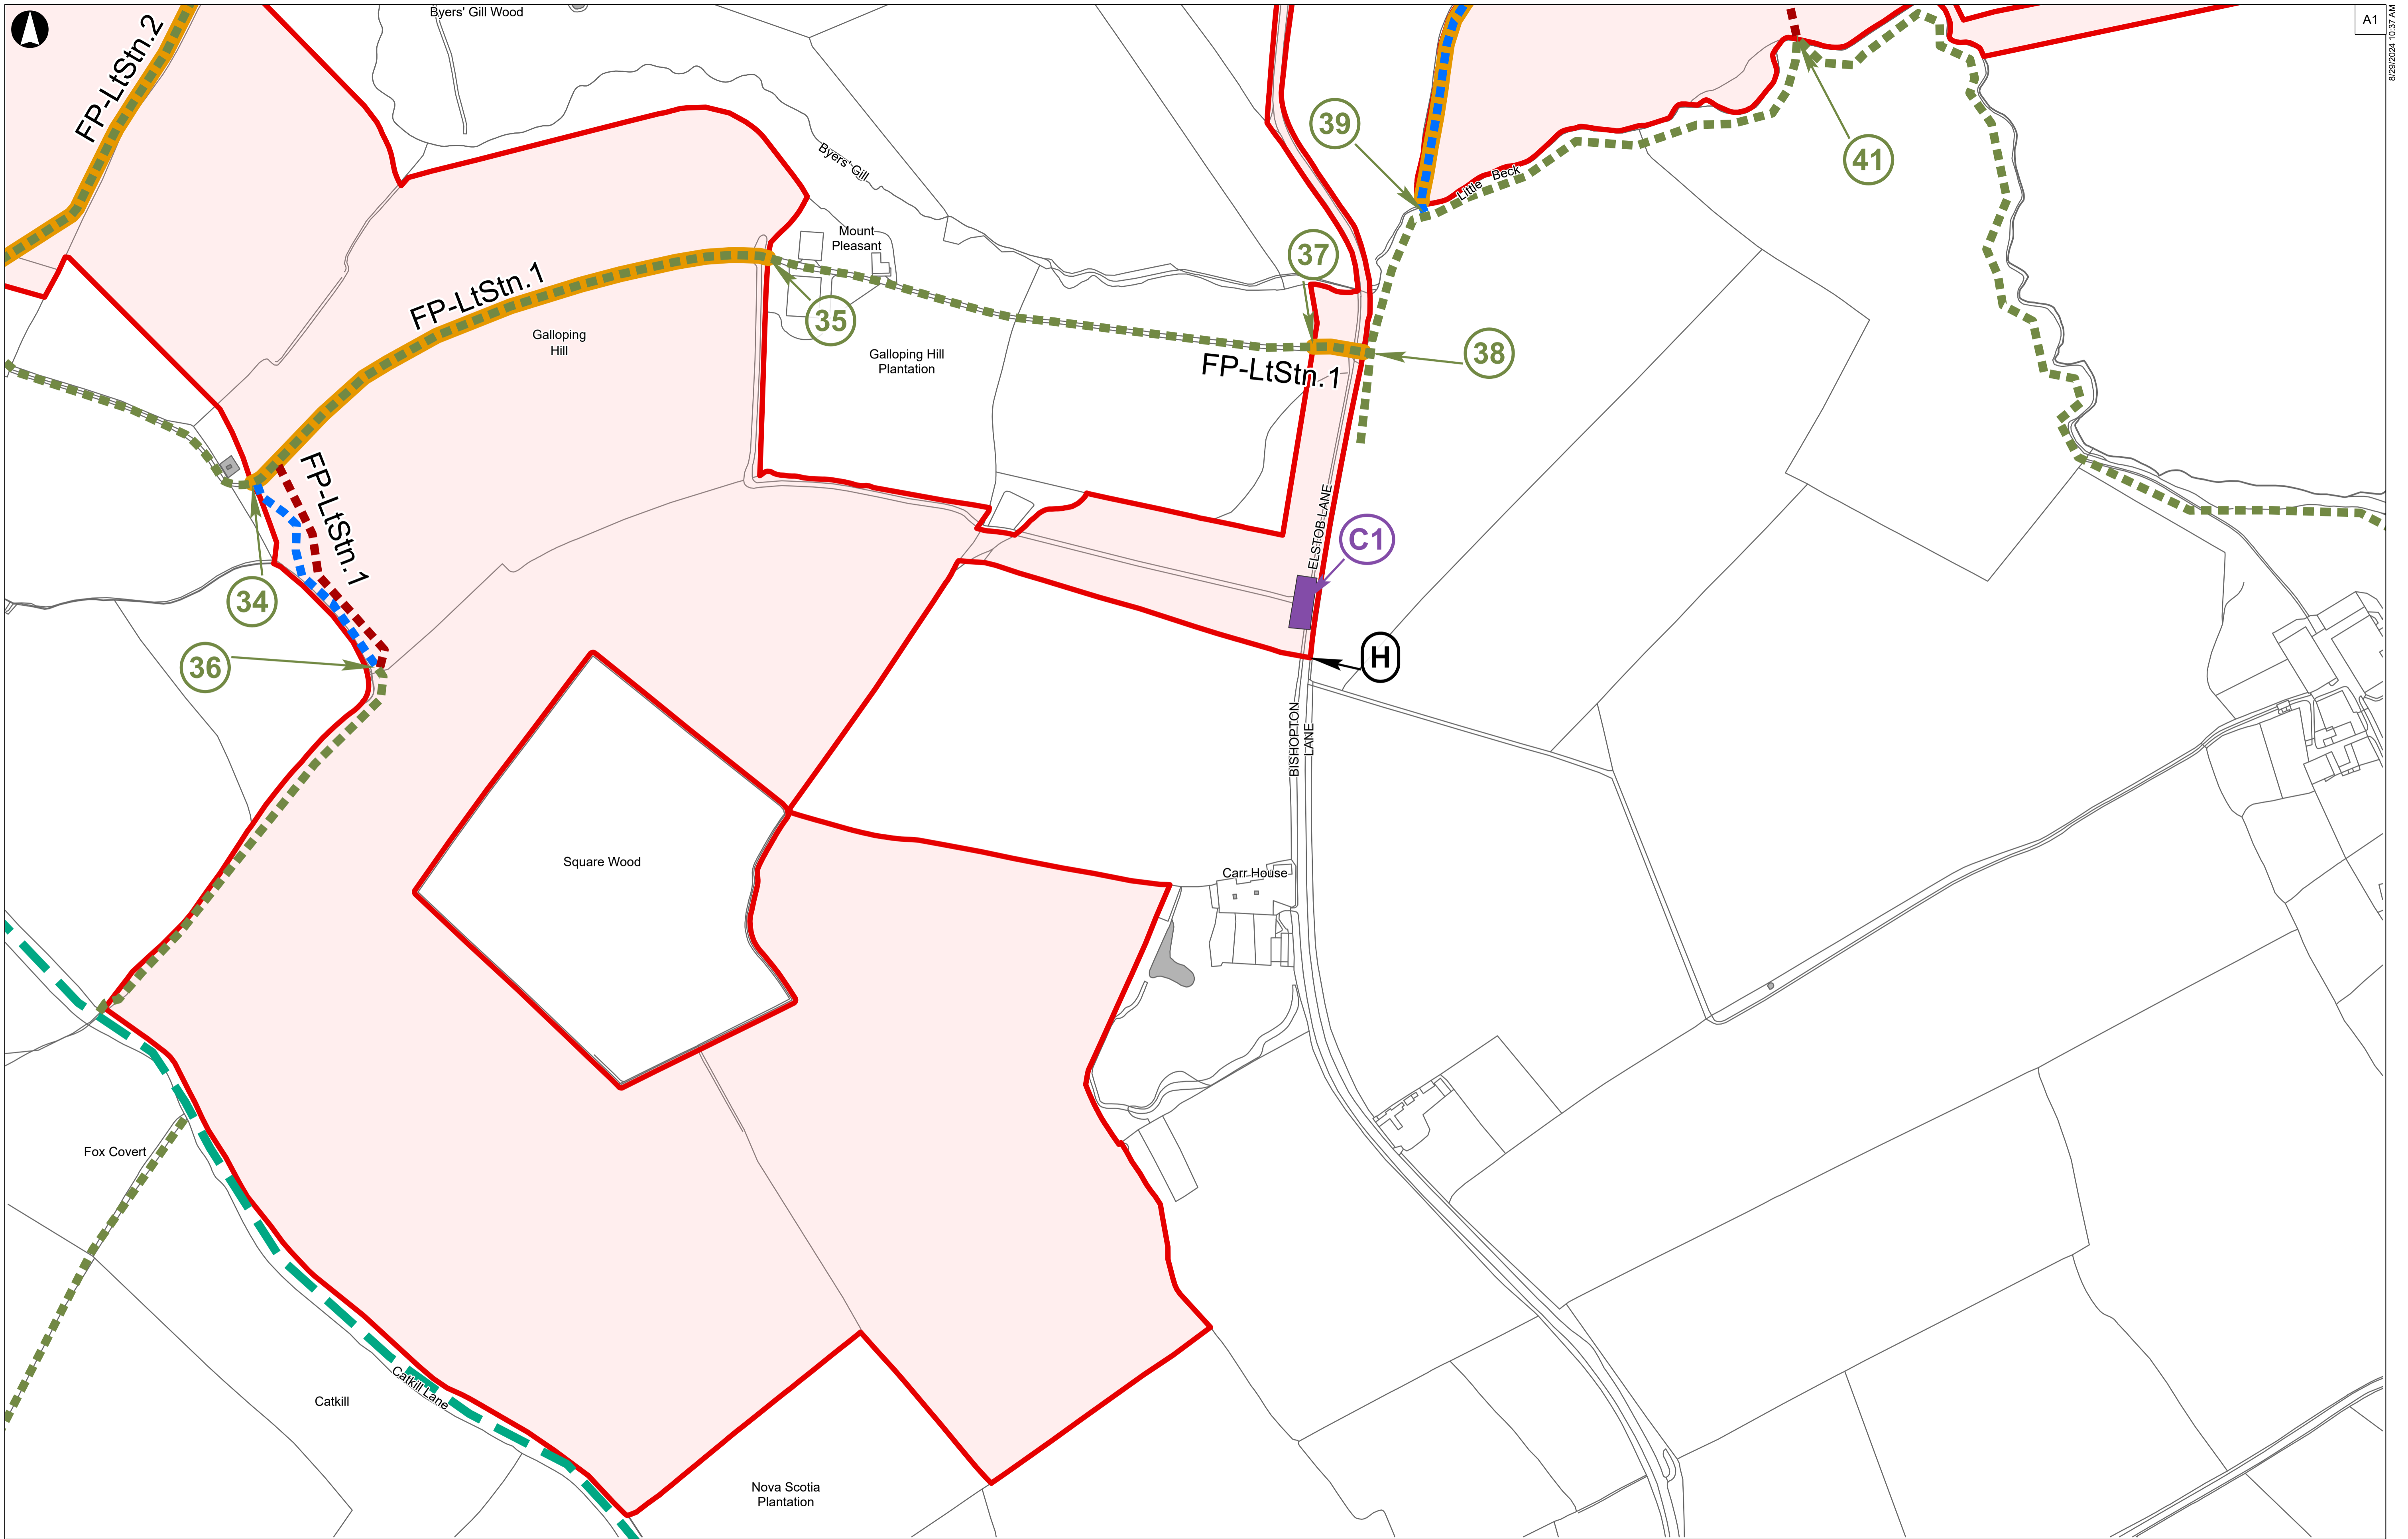 Byers' Gill Wood
A1
8/29/2024 10:37 AM
FP-LtStn.2
39
41
Byers' Gill
Little Beck
Mount
Pleasant
37
FP-LtStn.1
35
Galloping
Hill
Galloping Hill
Plantation
38
FP-LtStn.1
FP-LtStn.1
ELSTOB LANE
C1
34
36
H
BISHOPTON
LANE
Square Wood
Carr House
Fox Covert
Catkill Lane
Catkill
Nova Scotia
Plantation